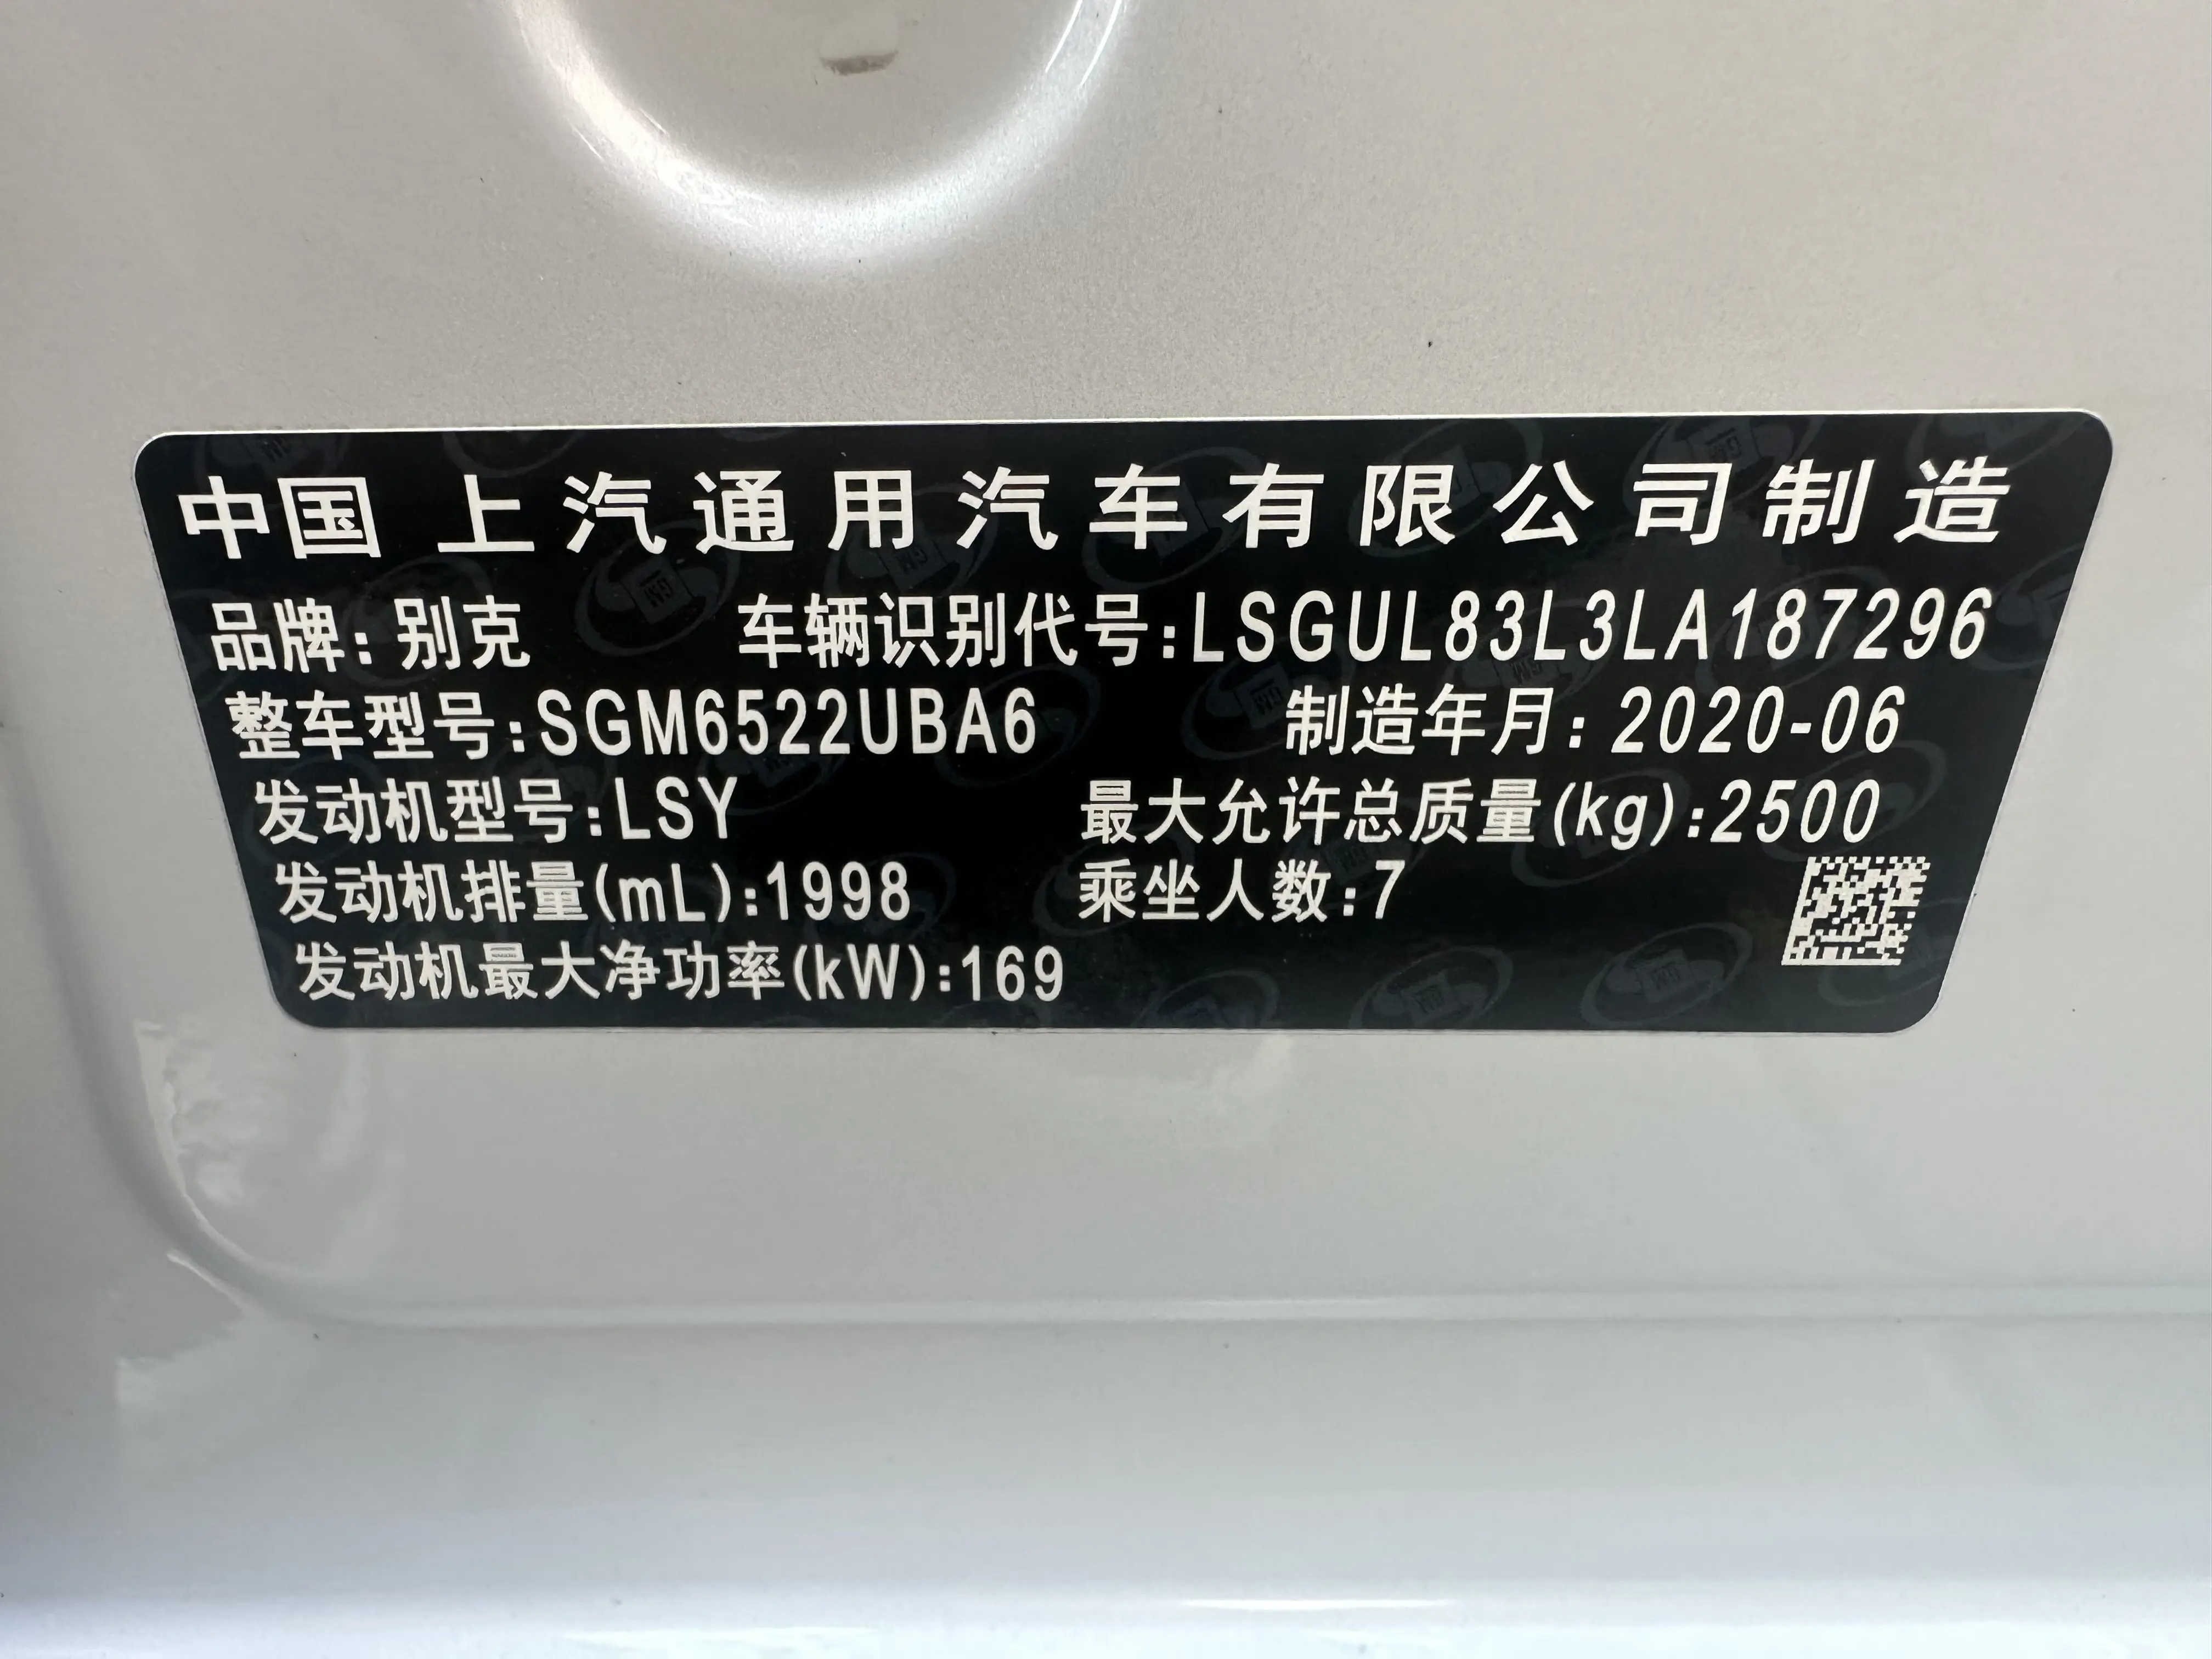 中国 上汽通用汽车有限公司制造
品牌: 别克 车辆识别代号:LSGUL83L3LA187296
整车型号:SGM6522UBA6 制造年月: 2020-06
发动机型号:LSY 最大允许总质量(kg):2500
发动机排量(mL):1998 乘坐人数:7
发动机最大净功率(kW):169